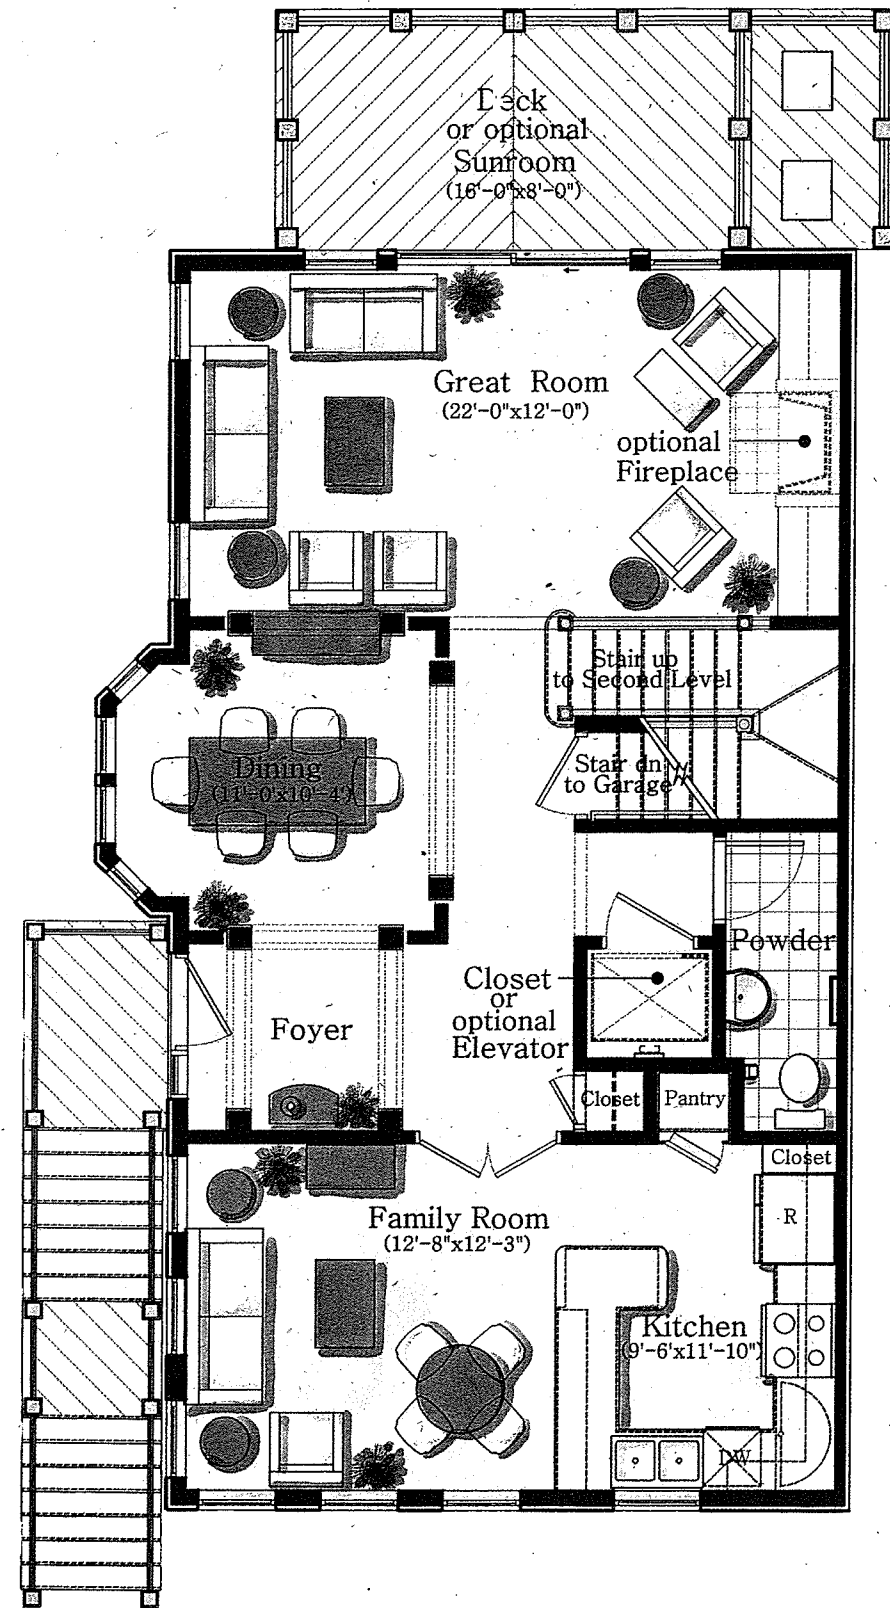 Deck
or optional
Sunroom
(16'-0"x8'-0")
Great Room
(22'-0"x12'-0")
optional
Fireplace
Stair up
to Second Level
Stair dn
to Garage
Dining
(11'-0'x10'-4')
Powder
Closet
or
optional
Elevator
Foyer
Closet
Pantry
Closet
R
Family Room
(12'-8"x12'-3")
Kitchen
(9'-6'x11'-10")
DW